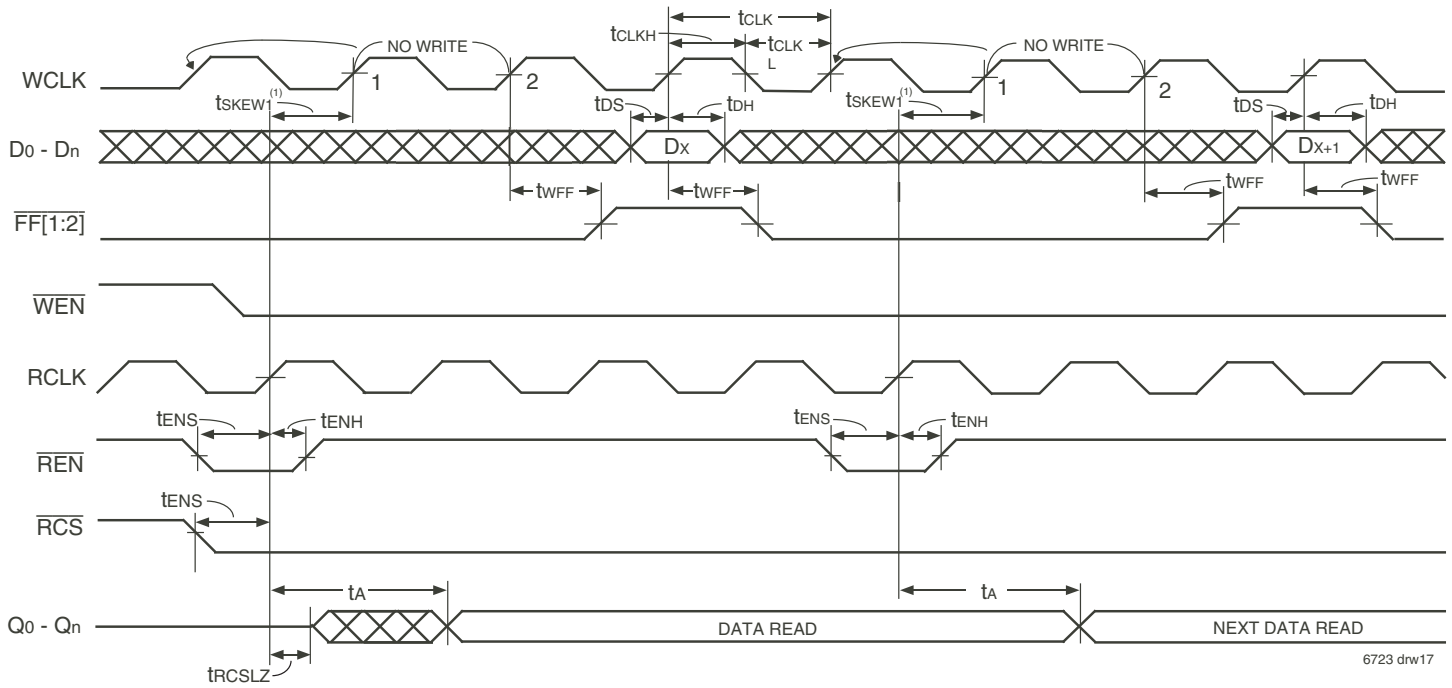 tCLK
tCLKH
tCLK
L
NO WRITE
NO WRITE
WCLK
1
2
1
2
tSKEW1(1)
tDS
tDH
tSKEW1(1)
tDS
tDH
D0 - Dn
DX
DX+1
tWFF
tWFF
tWFF
tWFF
FF[1:2]
WEN
RCLK
tENS
tENH
tENS
tENH
REN
tENS
RCS
tA
tA
Q0 - Qn
DATA READ
NEXT DATA READ
tRCSLZ
6723 drw17